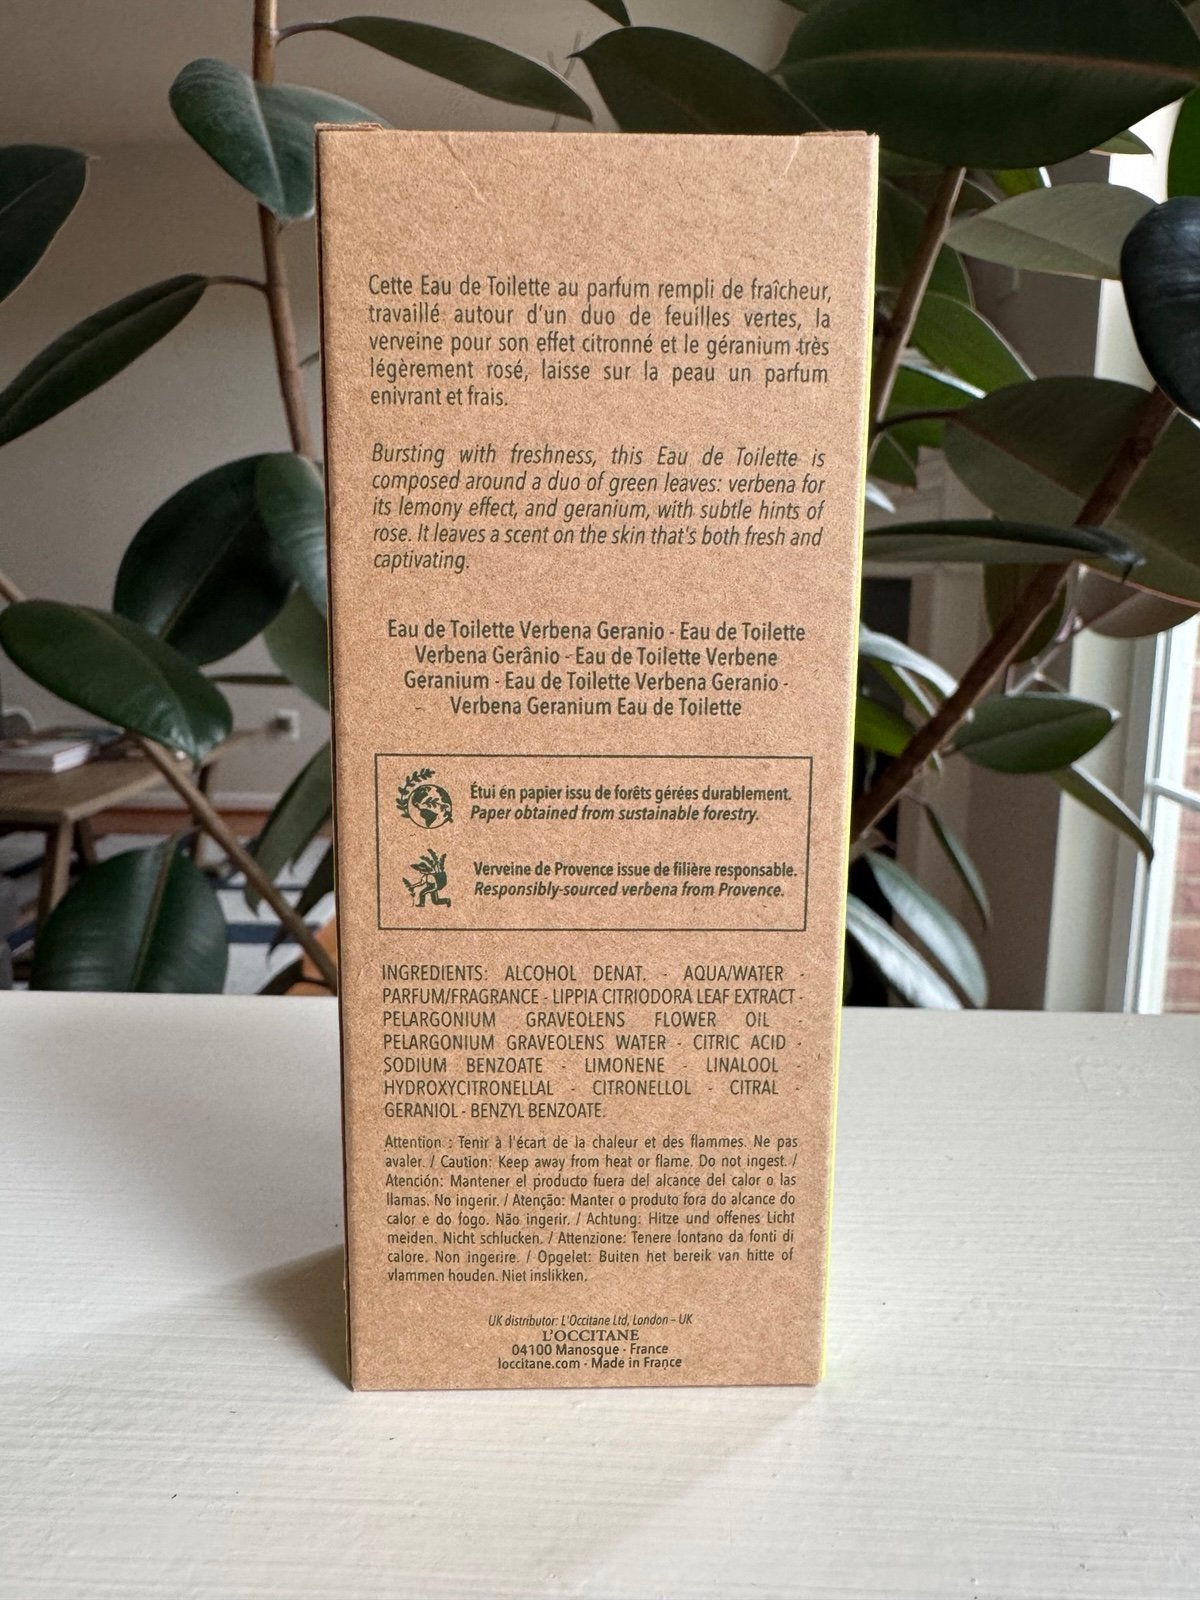 Cette Eau de Toilette au parfum rempli de fraîcheur,
travaillé autour d'un duo de feuilles vertes, la
verveine pour son effet citronné et le géranium très
légèrement rosé, laisse sur la peau un parfum
enivrant et frais.
Bursting with freshness, this Eau de Toilette is
composed around a duo of green leaves: verbena for
its lemony effect, and geranium, with subtle hints of
rose. It leaves a scent on the skin that's both fresh and
captivating.
Eau de Toilette Verbena Geranio - Eau de Toilette
Verbena Gerânio - Eau de Toilette Verbene
Geranium - Eau de Toilette Verbena Geranio -
Verbena Geranium Eau de Toilette
Étui en papier issu de forêts gérées durablement.
Paper obtained from sustainable forestry.
Verveine de Provence issue de filière responsable.
Responsibly-sourced verbena from Provence.
INGREDIENTS: ALCOHOL DENAT. - AQUA/WATER -
PARFUM/FRAGRANCE - LIPPIA CITRIODORA LEAF EXTRACT -
PELARGONIUM GRAVEOLENS FLOWER OIL -
PELARGONIUM GRAVEOLENS WATER - CITRIC ACID -
SODIUM BENZOATE - LIMONENE - LINALOOL -
HYDROXYCITRONELLAL - CITRONELLOL - CITRAL -
GERANIOL - BENZYL BENZOATE.
Attention : Tenir à l'écart de la chaleur et des flammes. Ne pas
avaler. / Caution: Keep away from heat or flame. Do not ingest. /
Atención: Mantener el producto fuera del alcance del calor o las
llamas. No ingerir. / Atenção: Manter o produto fora do alcance do
calor e do fogo. Não ingerir. / Achtung: Hitze und offenes Licht
meiden. Nicht schlucken. / Attenzione: Tenere lontano da fonti di
calore. Non ingerire. / Opgelet: Buiten het bereik van hitte of
vlammen houden. Niet inslikken.
UK distributor: L'Occitane Ltd, London – UK
L'OCCITANE
04100 Manosque - France
loccitane.com - Made in France